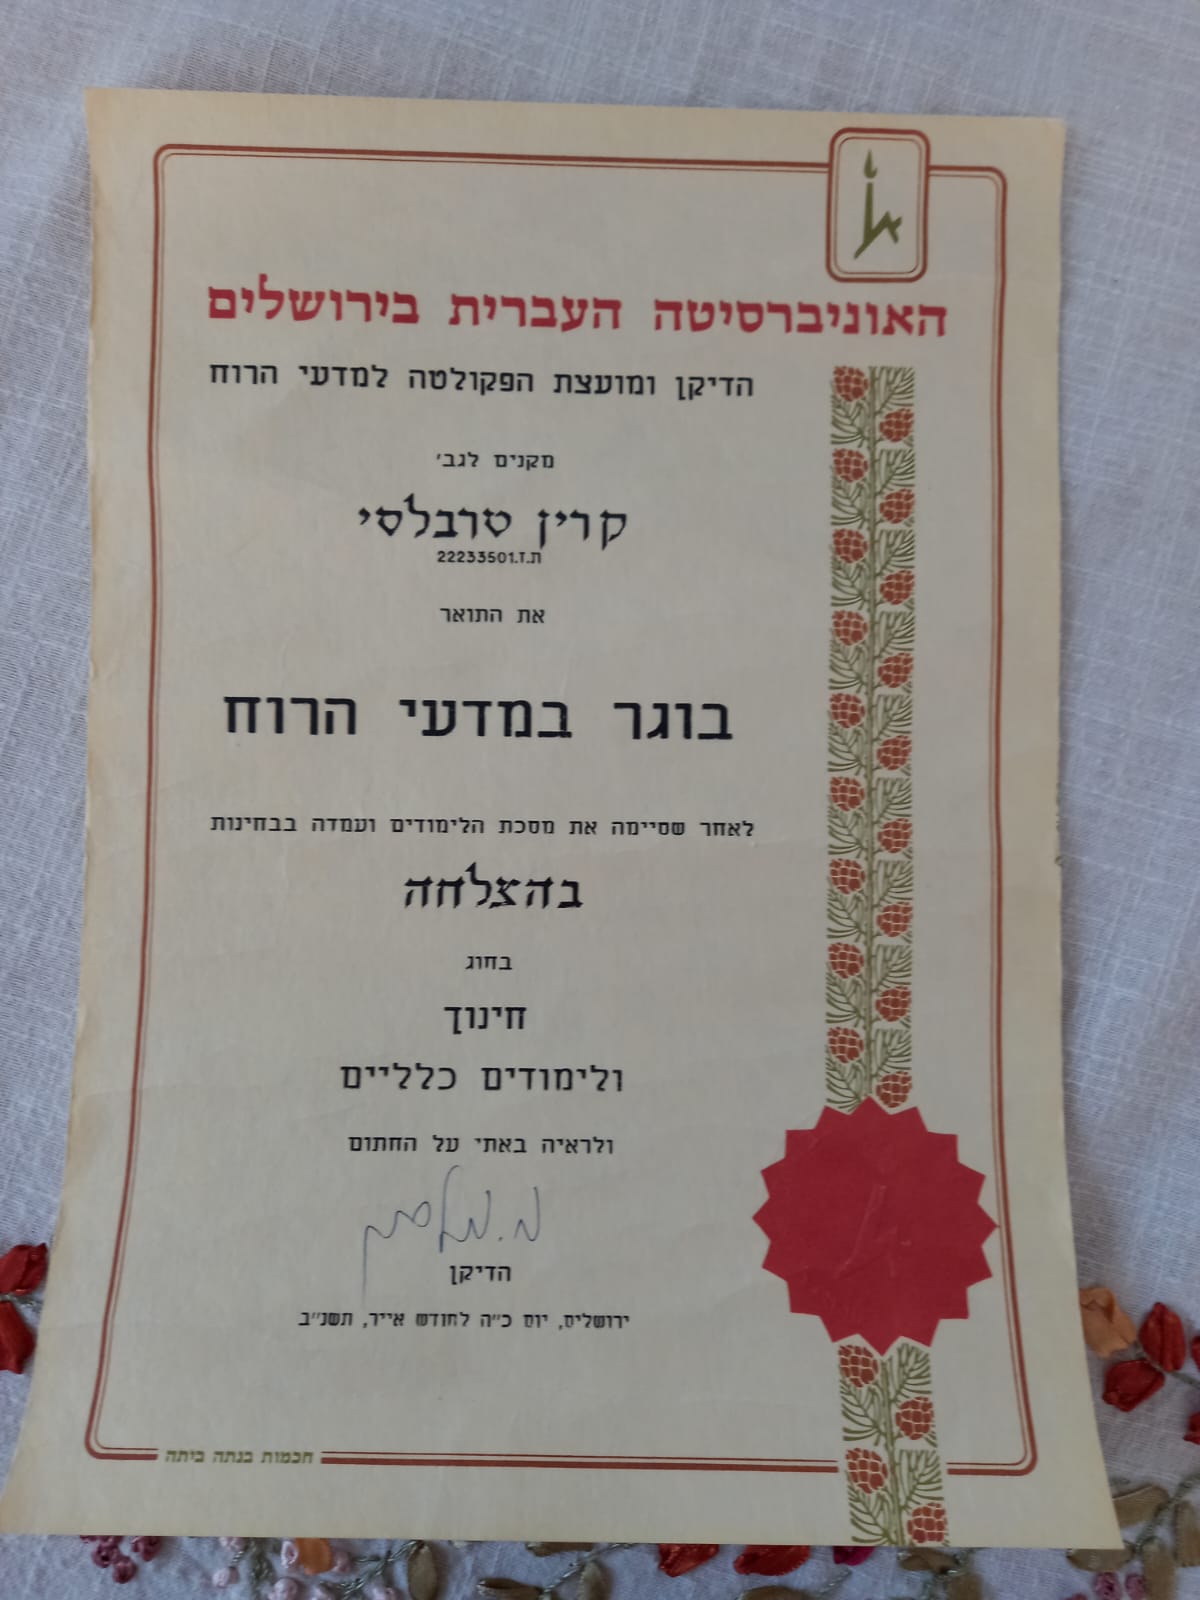 האוניברסיטה העברית בירושלים
הדיקן ומועצת הפקולטה למדעי הרוח
מקנים לגב'
קרין טרבלסי
ת.ז.22233501
את התואר
בוגר במדעי הרוח
לאחר שסיימה את מסכת הלימודים ועמדה בבחינות
בהצלחה
בחוג
חינוך
ולימודים כלליים
ולראיה באתי על החתום
הדיקן
ירושלים, יום כ"ה לחודש אייר, תשנ"ב
חכמות בנתה ביתה